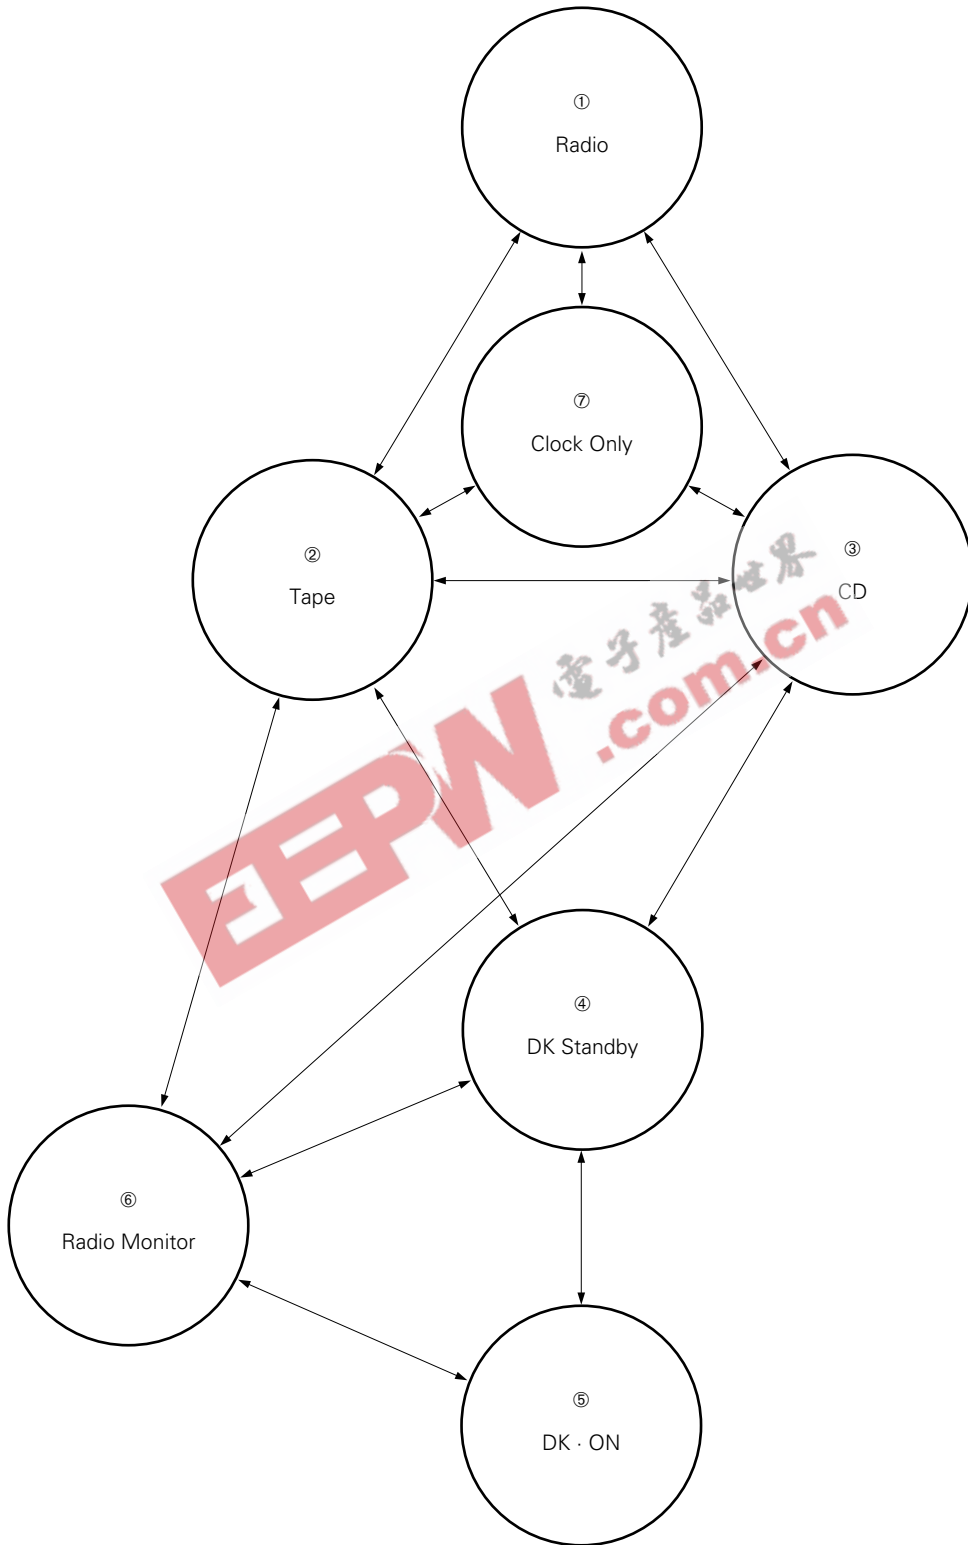 ①
Radio
⑦
Clock Only
②
Tape
③
CD
電子產品世界
EEPW
.com.cn
④
DK Standby
⑥
Radio Monitor
⑤
DK · ON